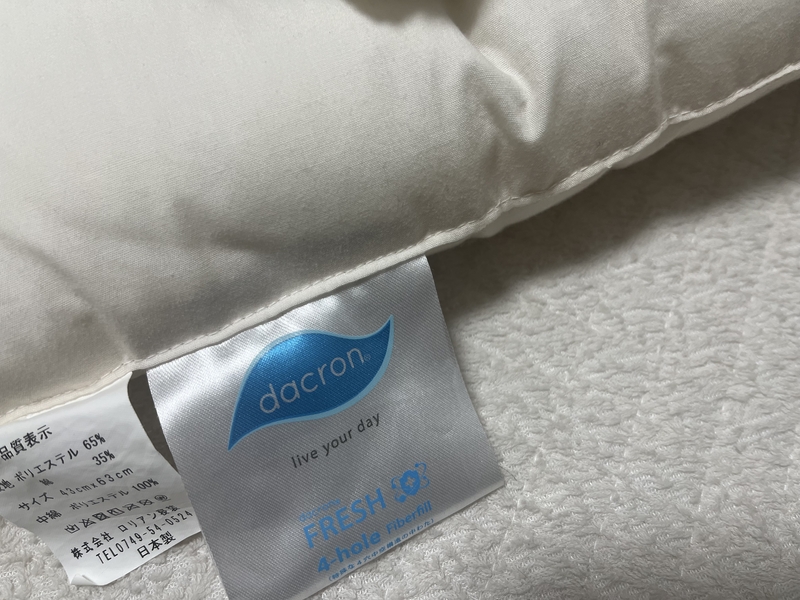 品質表示
地 ポリエステル 65%
綿 35%
サイズ 43cm×63cm
中綿 ポリエステル 100%
株式会社 ロリアン
TEL0749-54-0524
日本製
dacron®
live your day
FRESH
4-hole Fiberfill